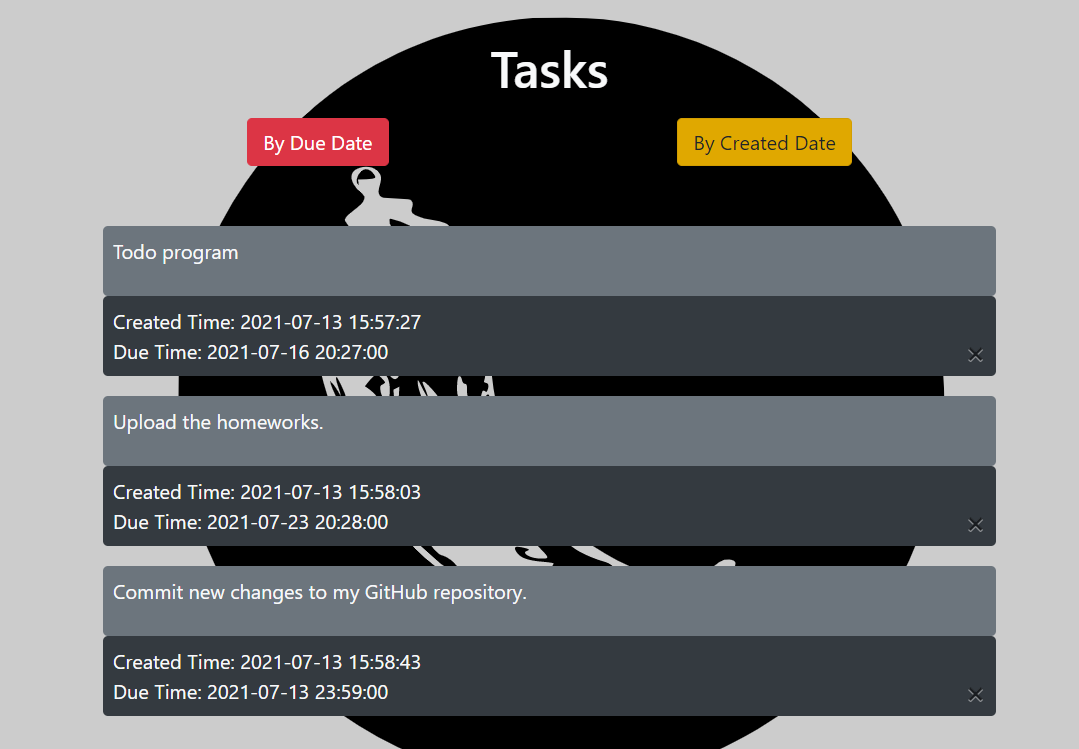 Tasks
By Due Date
By Created Date
Todo program
Created Time: 2021-07-13 15:57:27
Due Time: 2021-07-16 20:27:00
Upload the homeworks.
Created Time: 2021-07-13 15:58:03
Due Time: 2021-07-23 20:28:00
Commit new changes to my GitHub repository.
Created Time: 2021-07-13 15:58:43
Due Time: 2021-07-13 23:59:00